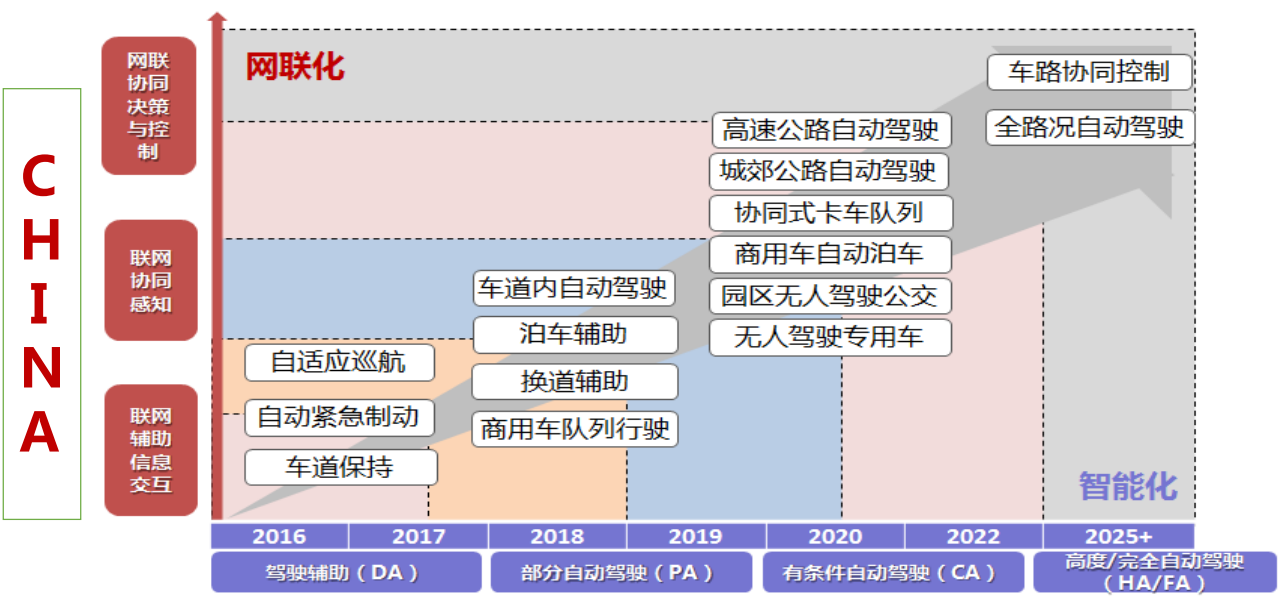 CHINA
网联
协同
决策
与控
制
联网
协同
感知
联网
辅助
信息
交互
网联化
车路协同控制
全路况自动驾驶
高速公路自动驾驶
城郊公路自动驾驶
协同式卡车队列
商用车自动泊车
园区无人驾驶公交
无人驾驶专用车
车道内自动驾驶
泊车辅助
换道辅助
商用车队列行驶
自适应巡航
自动紧急制动
车道保持
智能化
2016
2017
2018
2019
2020
2022
2025+
驾驶辅助（DA）
部分自动驾驶（PA）
有条件自动驾驶（CA）
高度/完全自动驾驶
（HA/FA）